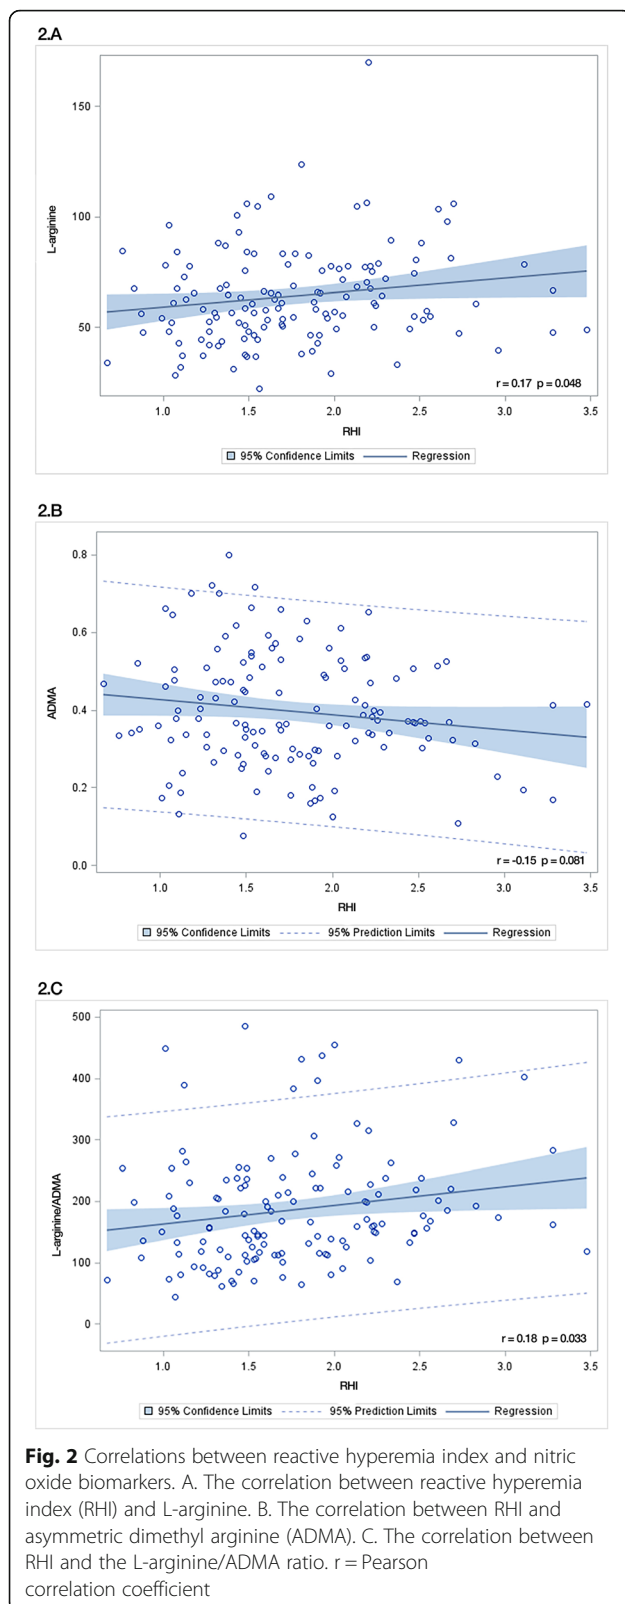 2.A
150
100
50
L-arginine
1.0 1.5 2.0 2.5 3.0 3.5
r = 0.17 p = 0.048
RHI
95% Confidence Limits Regression
2.B
0.8
0.6
0.4
0.2
0.0
ADMA
1.0 1.5 2.0 2.5 3.0 3.5
r = -0.15 p = 0.081
RHI
95% Confidence Limits 95% Prediction Limits Regression
2.C
500
400
300
200
100
0
L-arginine/ADMA
1.0 1.5 2.0 2.5 3.0 3.5
r = 0.18 p = 0.033
RHI
95% Confidence Limits 95% Prediction Limits Regression
Fig. 2 Correlations between reactive hyperemia index and nitric
oxide biomarkers. A. The correlation between reactive hyperemia
index (RHI) and L-arginine. B. The correlation between RHI and
asymmetric dimethyl arginine (ADMA). C. The correlation between
RHI and the L-arginine/ADMA ratio. r = Pearson
correlation coefficient